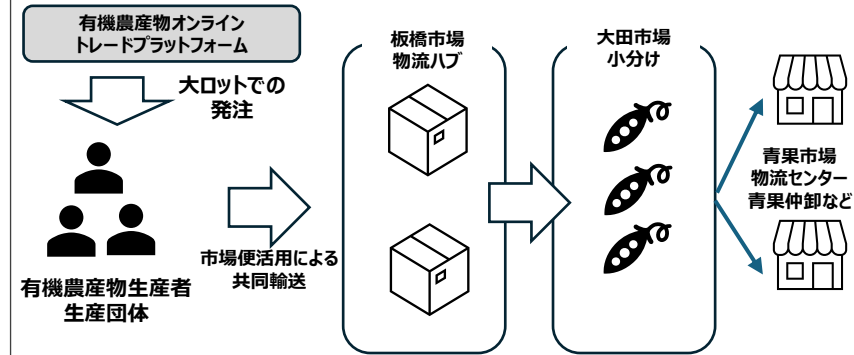 有機農産物オンライン
トレードプラットフォーム
大ロットでの
発注
有機農産物生産者
生産団体
市場便活用による
共同輸送
板橋市場
物流ハブ
大田市場
小分け
青果市場
物流センター
青果仲卸など